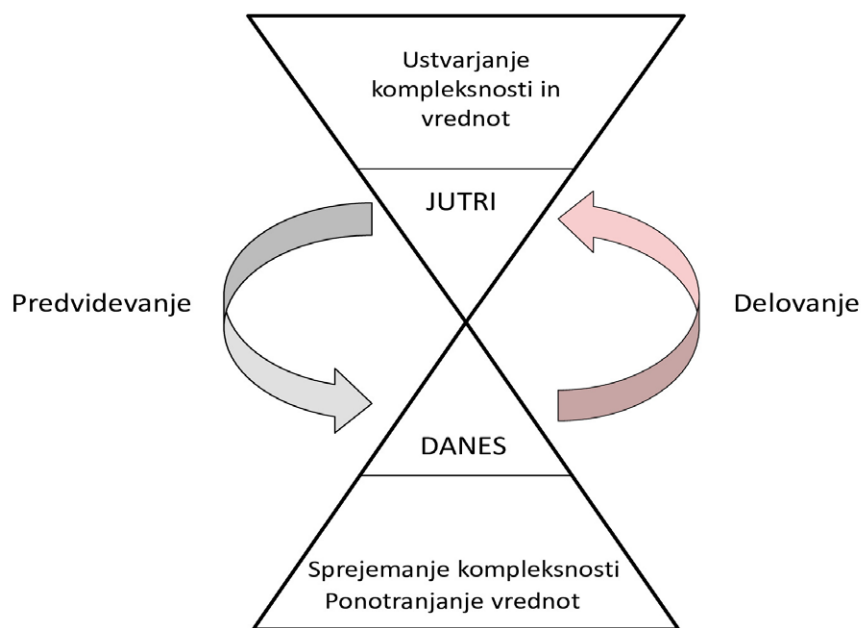 Ustvarjanje
kompleksnosti in
vrednot
JUTRI
Predvidevanje
Delovanje
DANES
Sprejemanje kompleksnosti
Ponotranjanje vrednot